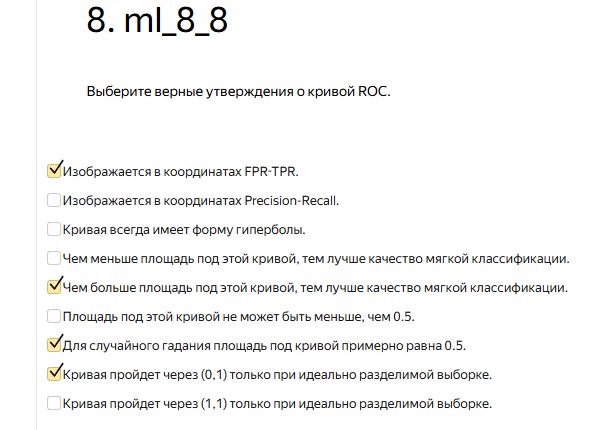 8. ml_8_8
Выберите верные утверждения о кривой ROC.
Изображается в координатах FPR-TPR.
Изображается в координатах Precision-Recall.
Кривая всегда имеет форму гиперболы.
Чем меньше площадь под этой кривой, тем лучше качество мягкой классификации.
Чем больше площадь под этой кривой, тем лучше качество мягкой классификации.
Площадь под этой кривой не может быть меньше, чем 0.5.
Для случайного гадания площадь под кривой примерно равна 0.5.
Кривая пройдет через (0,1) только при идеально разделимой выборке.
Кривая пройдет через (1,1) только при идеально разделимой выборке.